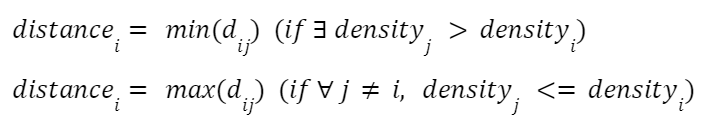 distance_i = min(d_ij) (if ∃ density_j > density_i)
distance_i = max(d_ij) (if ∀ j ≠ i, density_j <= density_i)